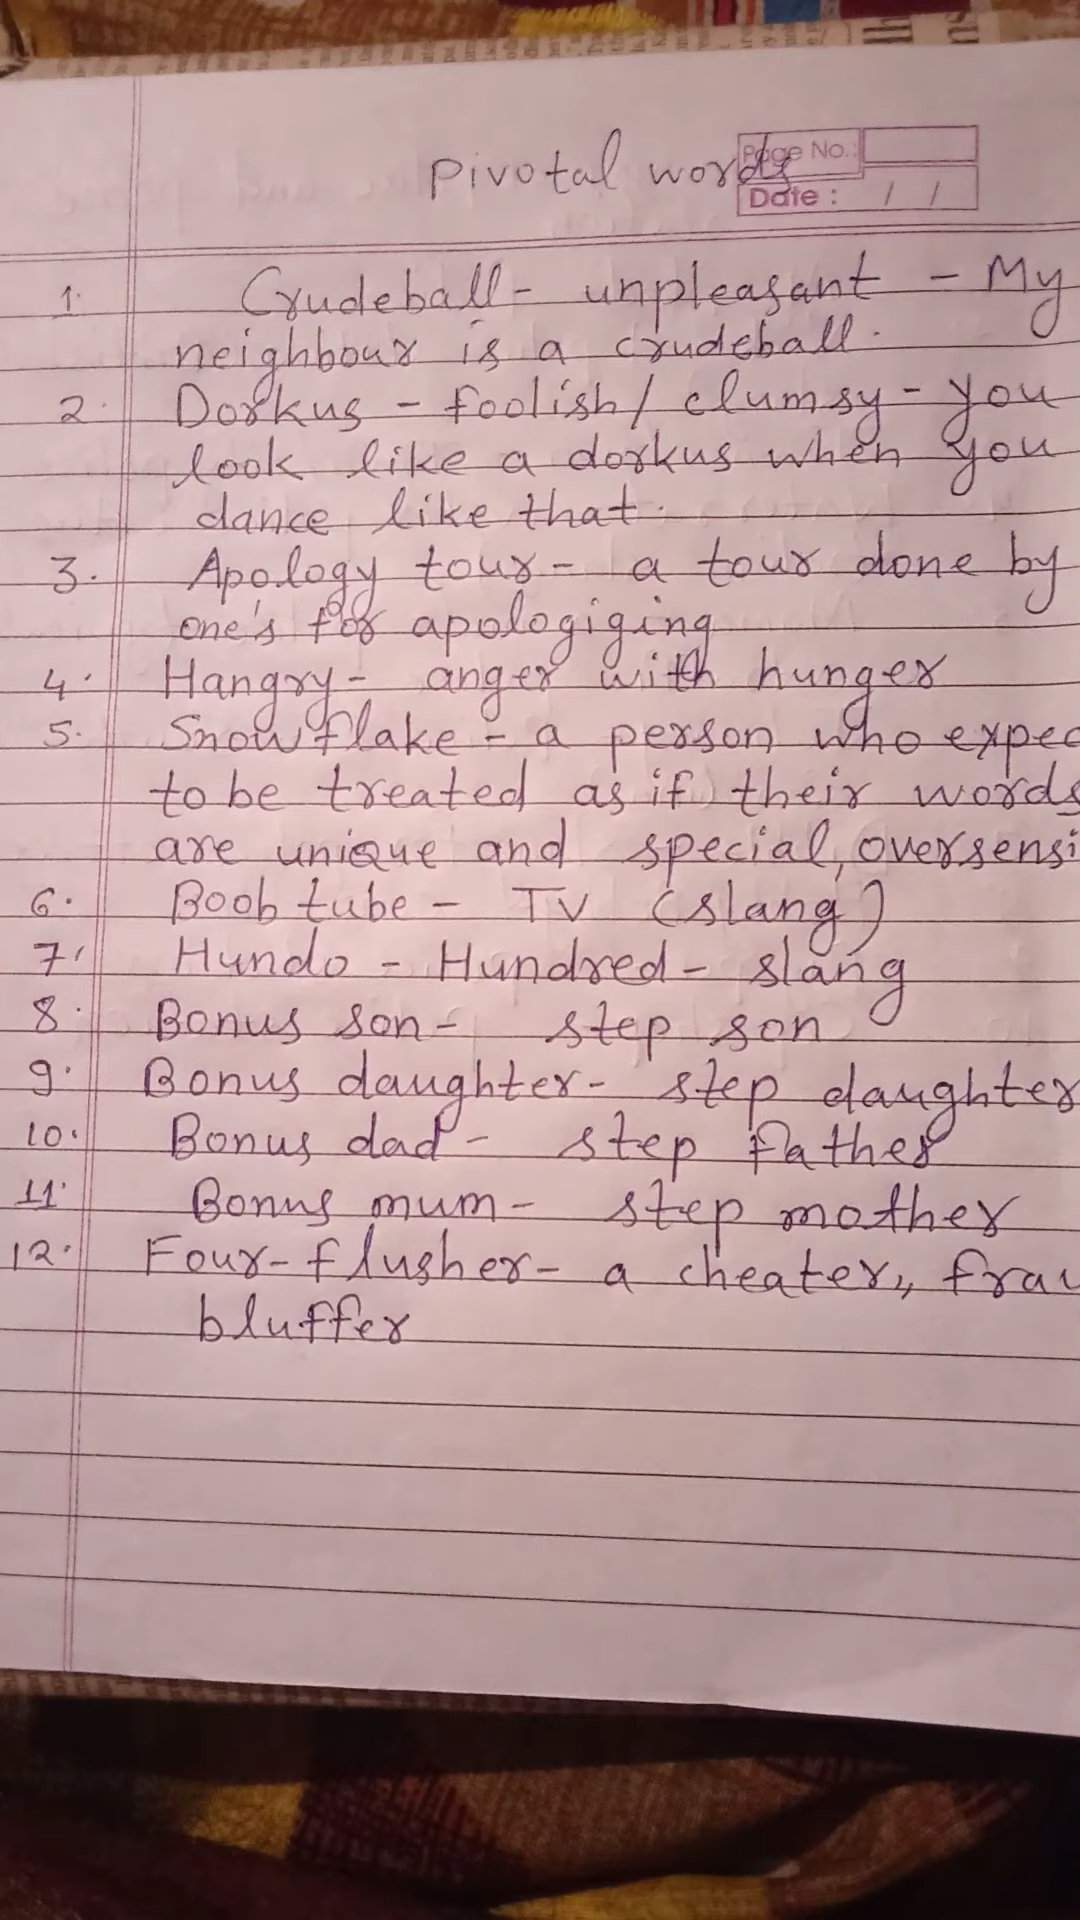 Pivotal words
Page No.:
Date : / /
1. Crudeball - unpleasant - My
neighbour is a crudeball.
2. Dorkus - foolish/clumsy - you
look like a dorkus when you
dance like that.
3. Apology tour - a tour done by
one's for apologiging
4. Hangry - anger with hunger
5. Snowflake - a person who expec
to be treated as if their words
are unique and special, oversensi
6. Boob tube - TV (slang)
7. Hundo - Hundred - slang
8. Bonus son - step son
9. Bonus daughter - step daughter
10. Bonus dad - step father
11. Bonus mum - step mother
12. Four-flusher - a cheater,, frau
bluffer